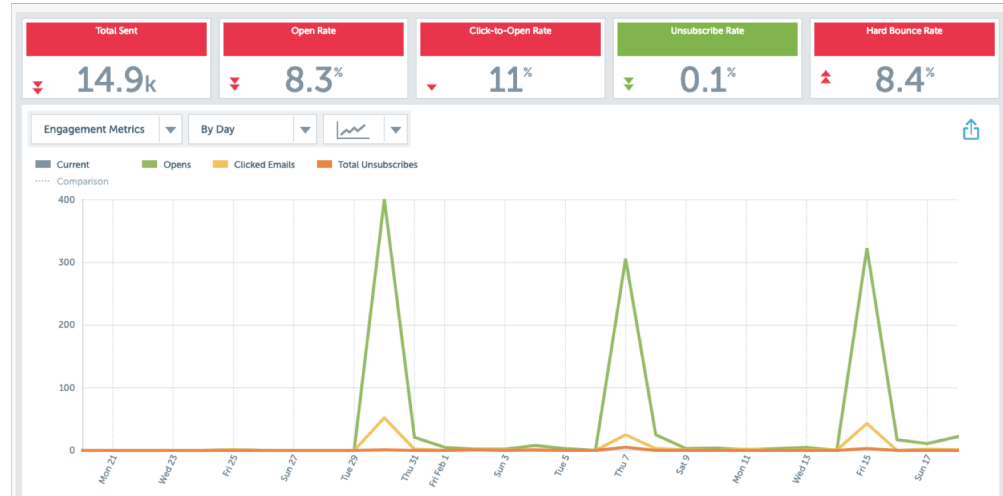 Total Sent
14.9k
Open Rate
8.3%
Click-to-Open Rate
11%
Unsubscribe Rate
0.1%
Hard Bounce Rate
8.4%
Engagement Metrics
By Day
Current
Opens
Clicked Emails
Total Unsubscribes
Comparison
400
300
200
100
0
Mon 21
Wed 23
Fri 25
Sun 27
Tue 29
Thu 31
Fri Feb 1
Sun 3
Tue 5
Thu 7
Sat 9
Mon 11
Wed 13
Fri 15
Sun 17